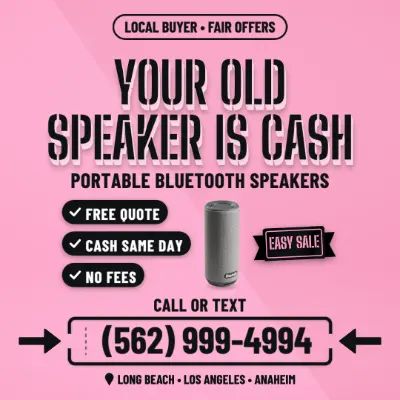 LOCAL BUYER • FAIR OFFERS
YOUR OLD
SPEAKER IS CASH
PORTABLE BLUETOOTH SPEAKERS
FREE QUOTE
CASH SAME DAY
NO FEES
EASY SALE
CALL OR TEXT
(562) 999-4994
LONG BEACH • LOS ANGELES • ANAHEIM